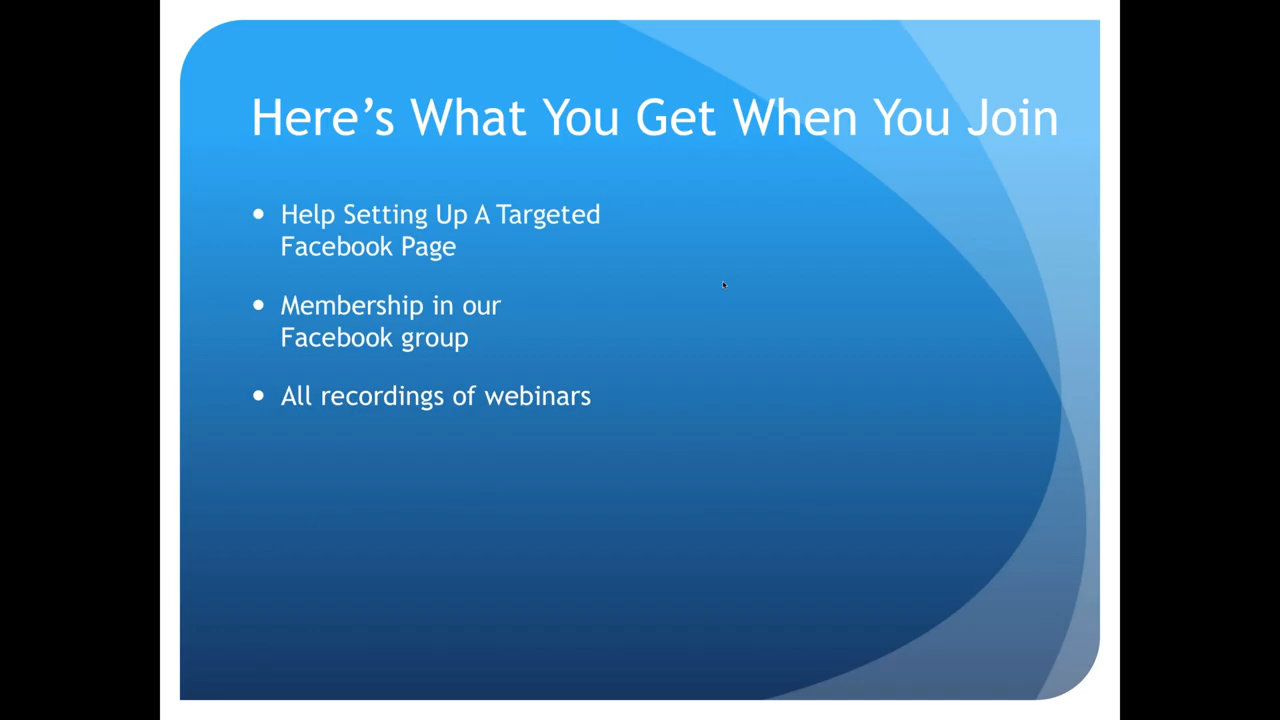 Here’s What You Get When You Join
• Help Setting Up A Targeted
Facebook Page
• Membership in our
Facebook group
• All recordings of webinars